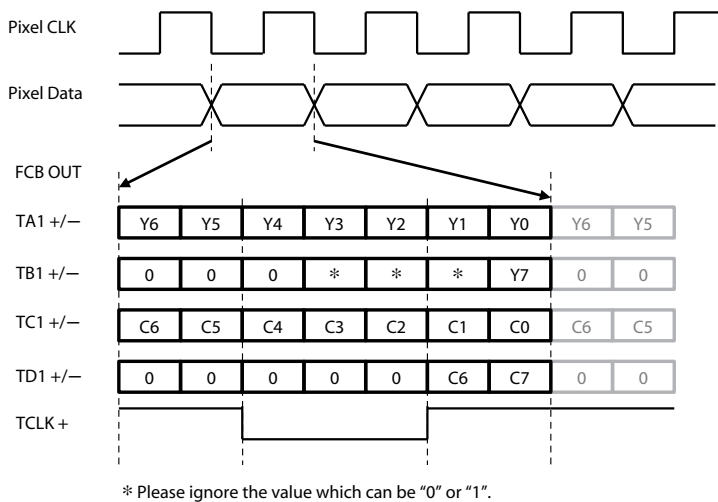 Pixel CLK
Pixel Data
FCB OUT
TA1 +/− Y6 Y5 Y4 Y3 Y2 Y1 Y0 Y6 Y5
TB1 +/− 0 0 0 * * * Y7 0 0
TC1 +/− C6 C5 C4 C3 C2 C1 C0 C6 C5
TD1 +/− 0 0 0 0 0 C6 C7 0 0
TCLK +
* Please ignore the value which can be “0” or “1”.